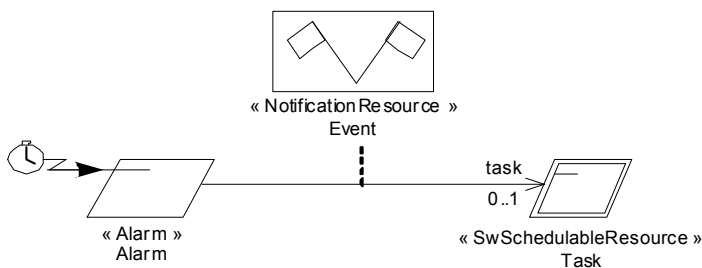 « NotificationResource »
Event
task
0..1
« Alarm »
Alarm
« SwSchedulableResource »
Task